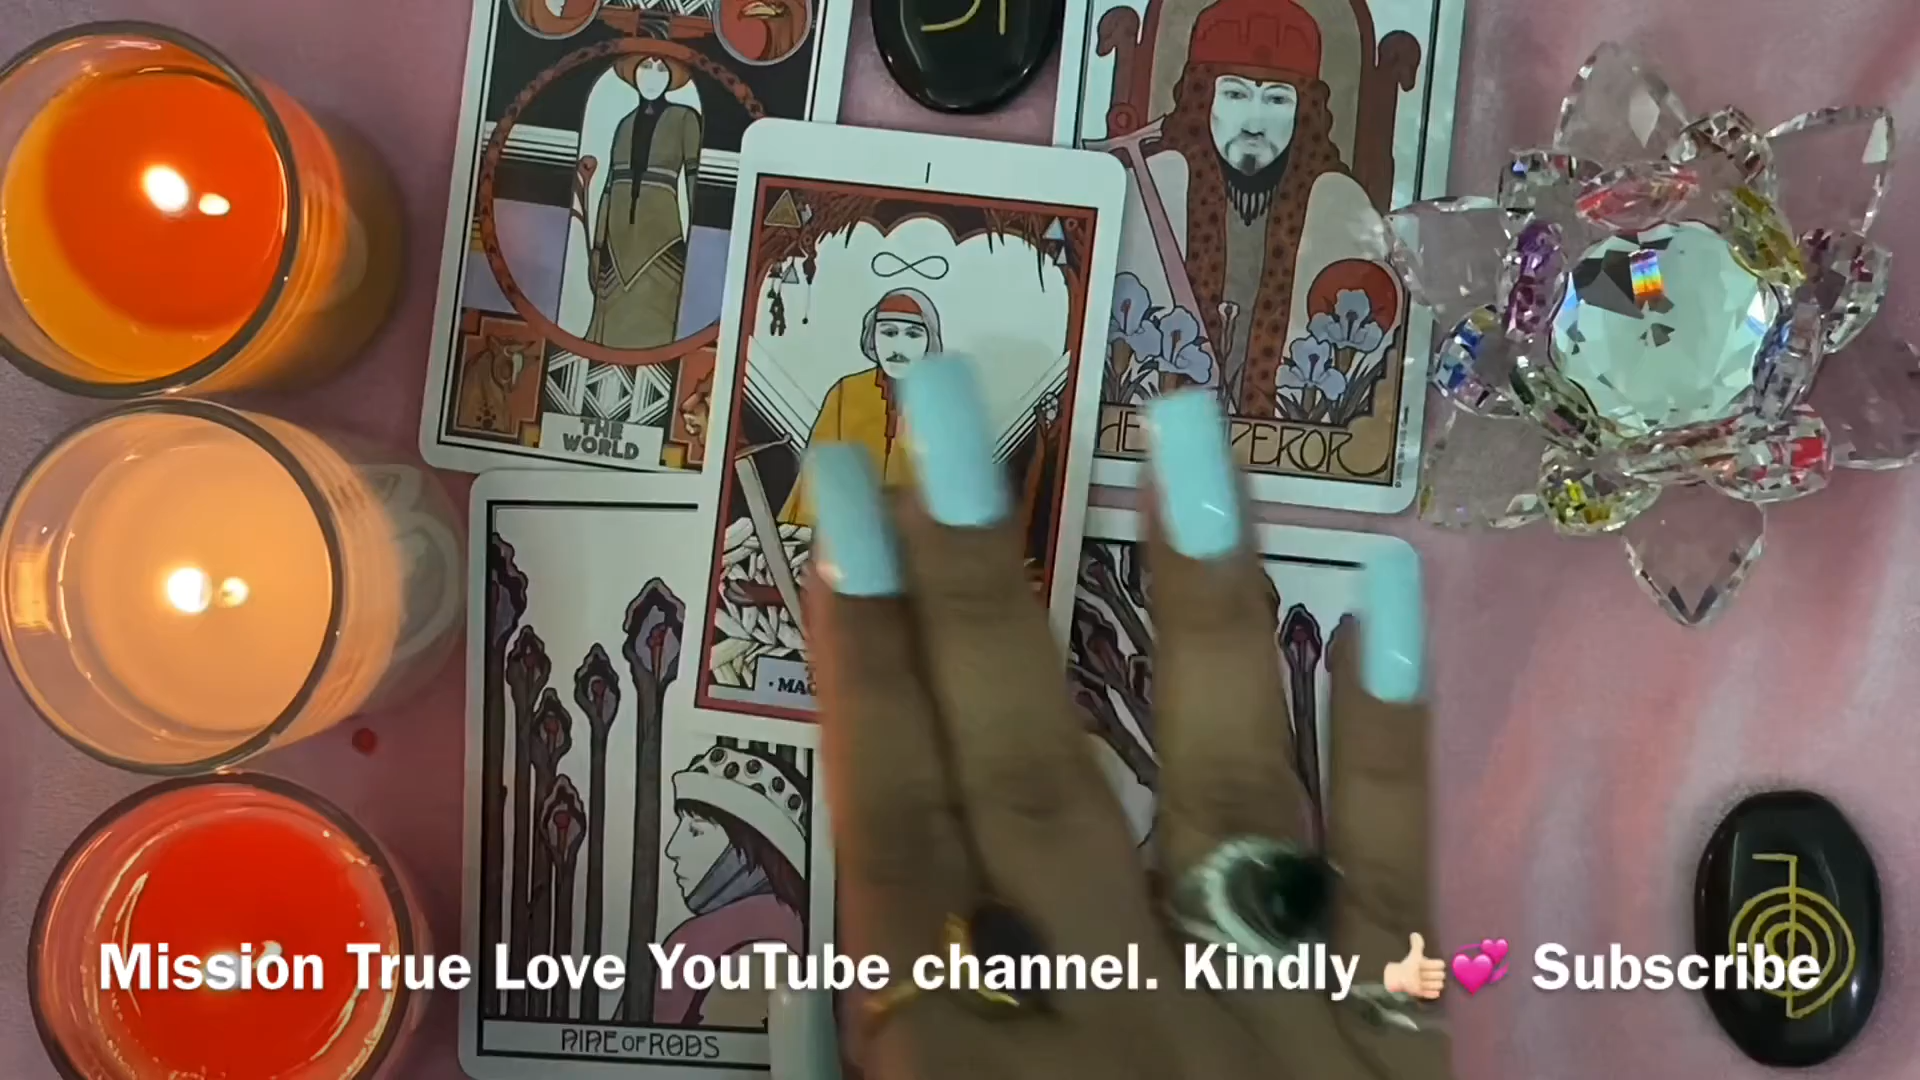 I
THE
WORLD
NINE OF RODS
Mission True Love YouTube channel. Kindly 👍🏻💞 Subscribe